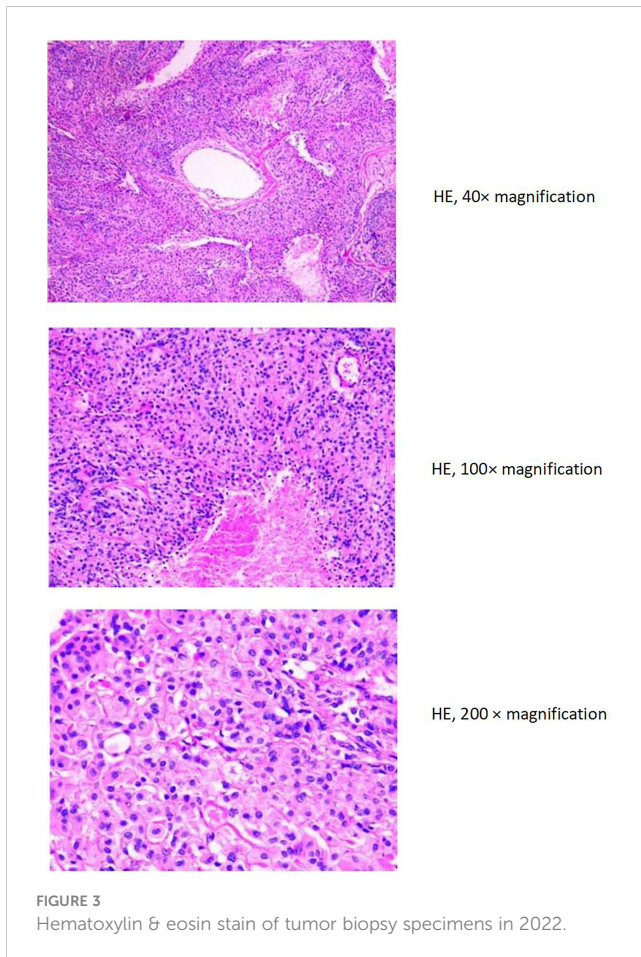 HE, 40× magnification
HE, 100× magnification
HE, 200 × magnification
FIGURE 3
Hematoxylin & eosin stain of tumor biopsy specimens in 2022.